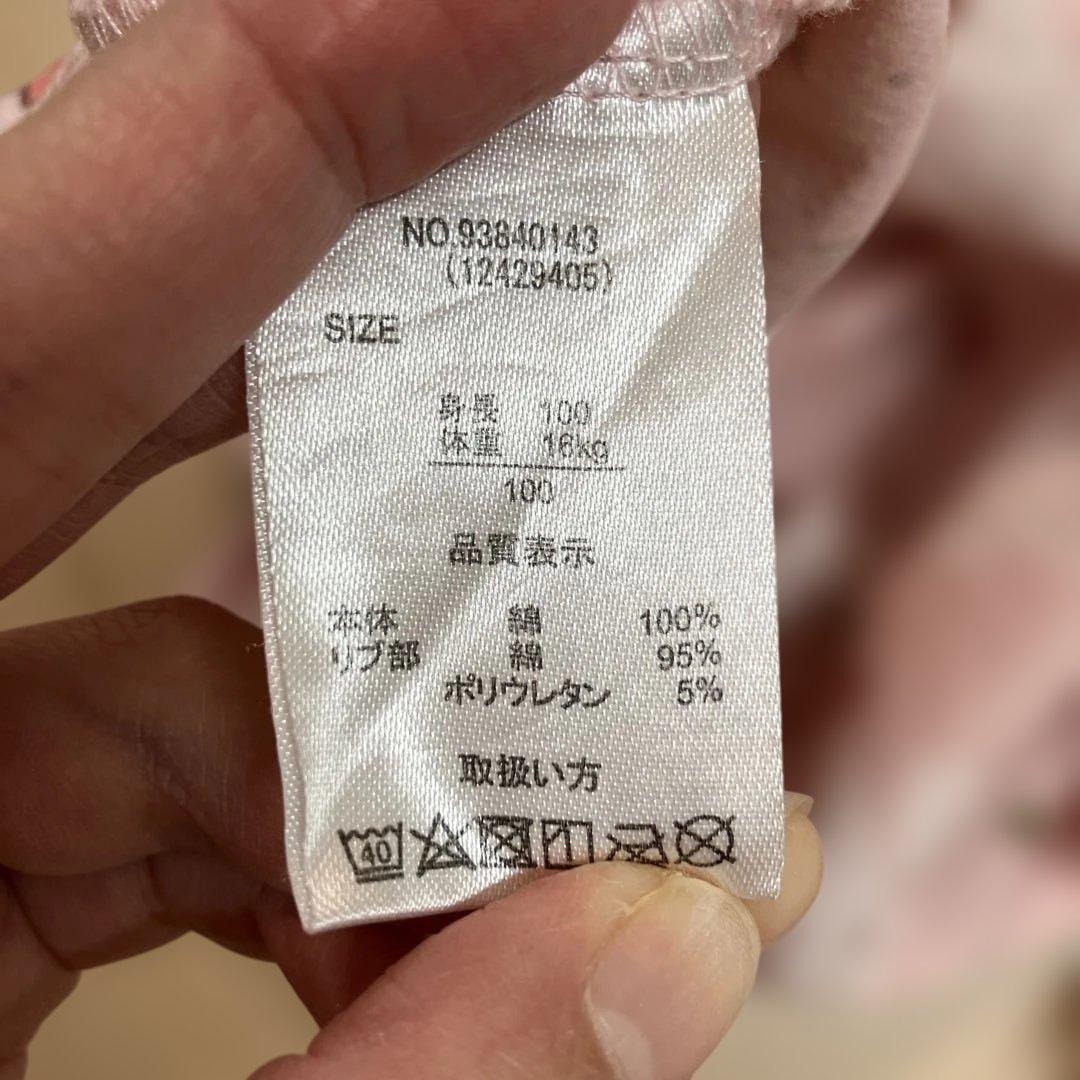 NO.93840143
(12429405)
SIZE
身長 100
体重 16kg
100
品質表示
本体 綿 100%
リブ部 綿 95%
ポリウレタン 5%
取扱い方
40